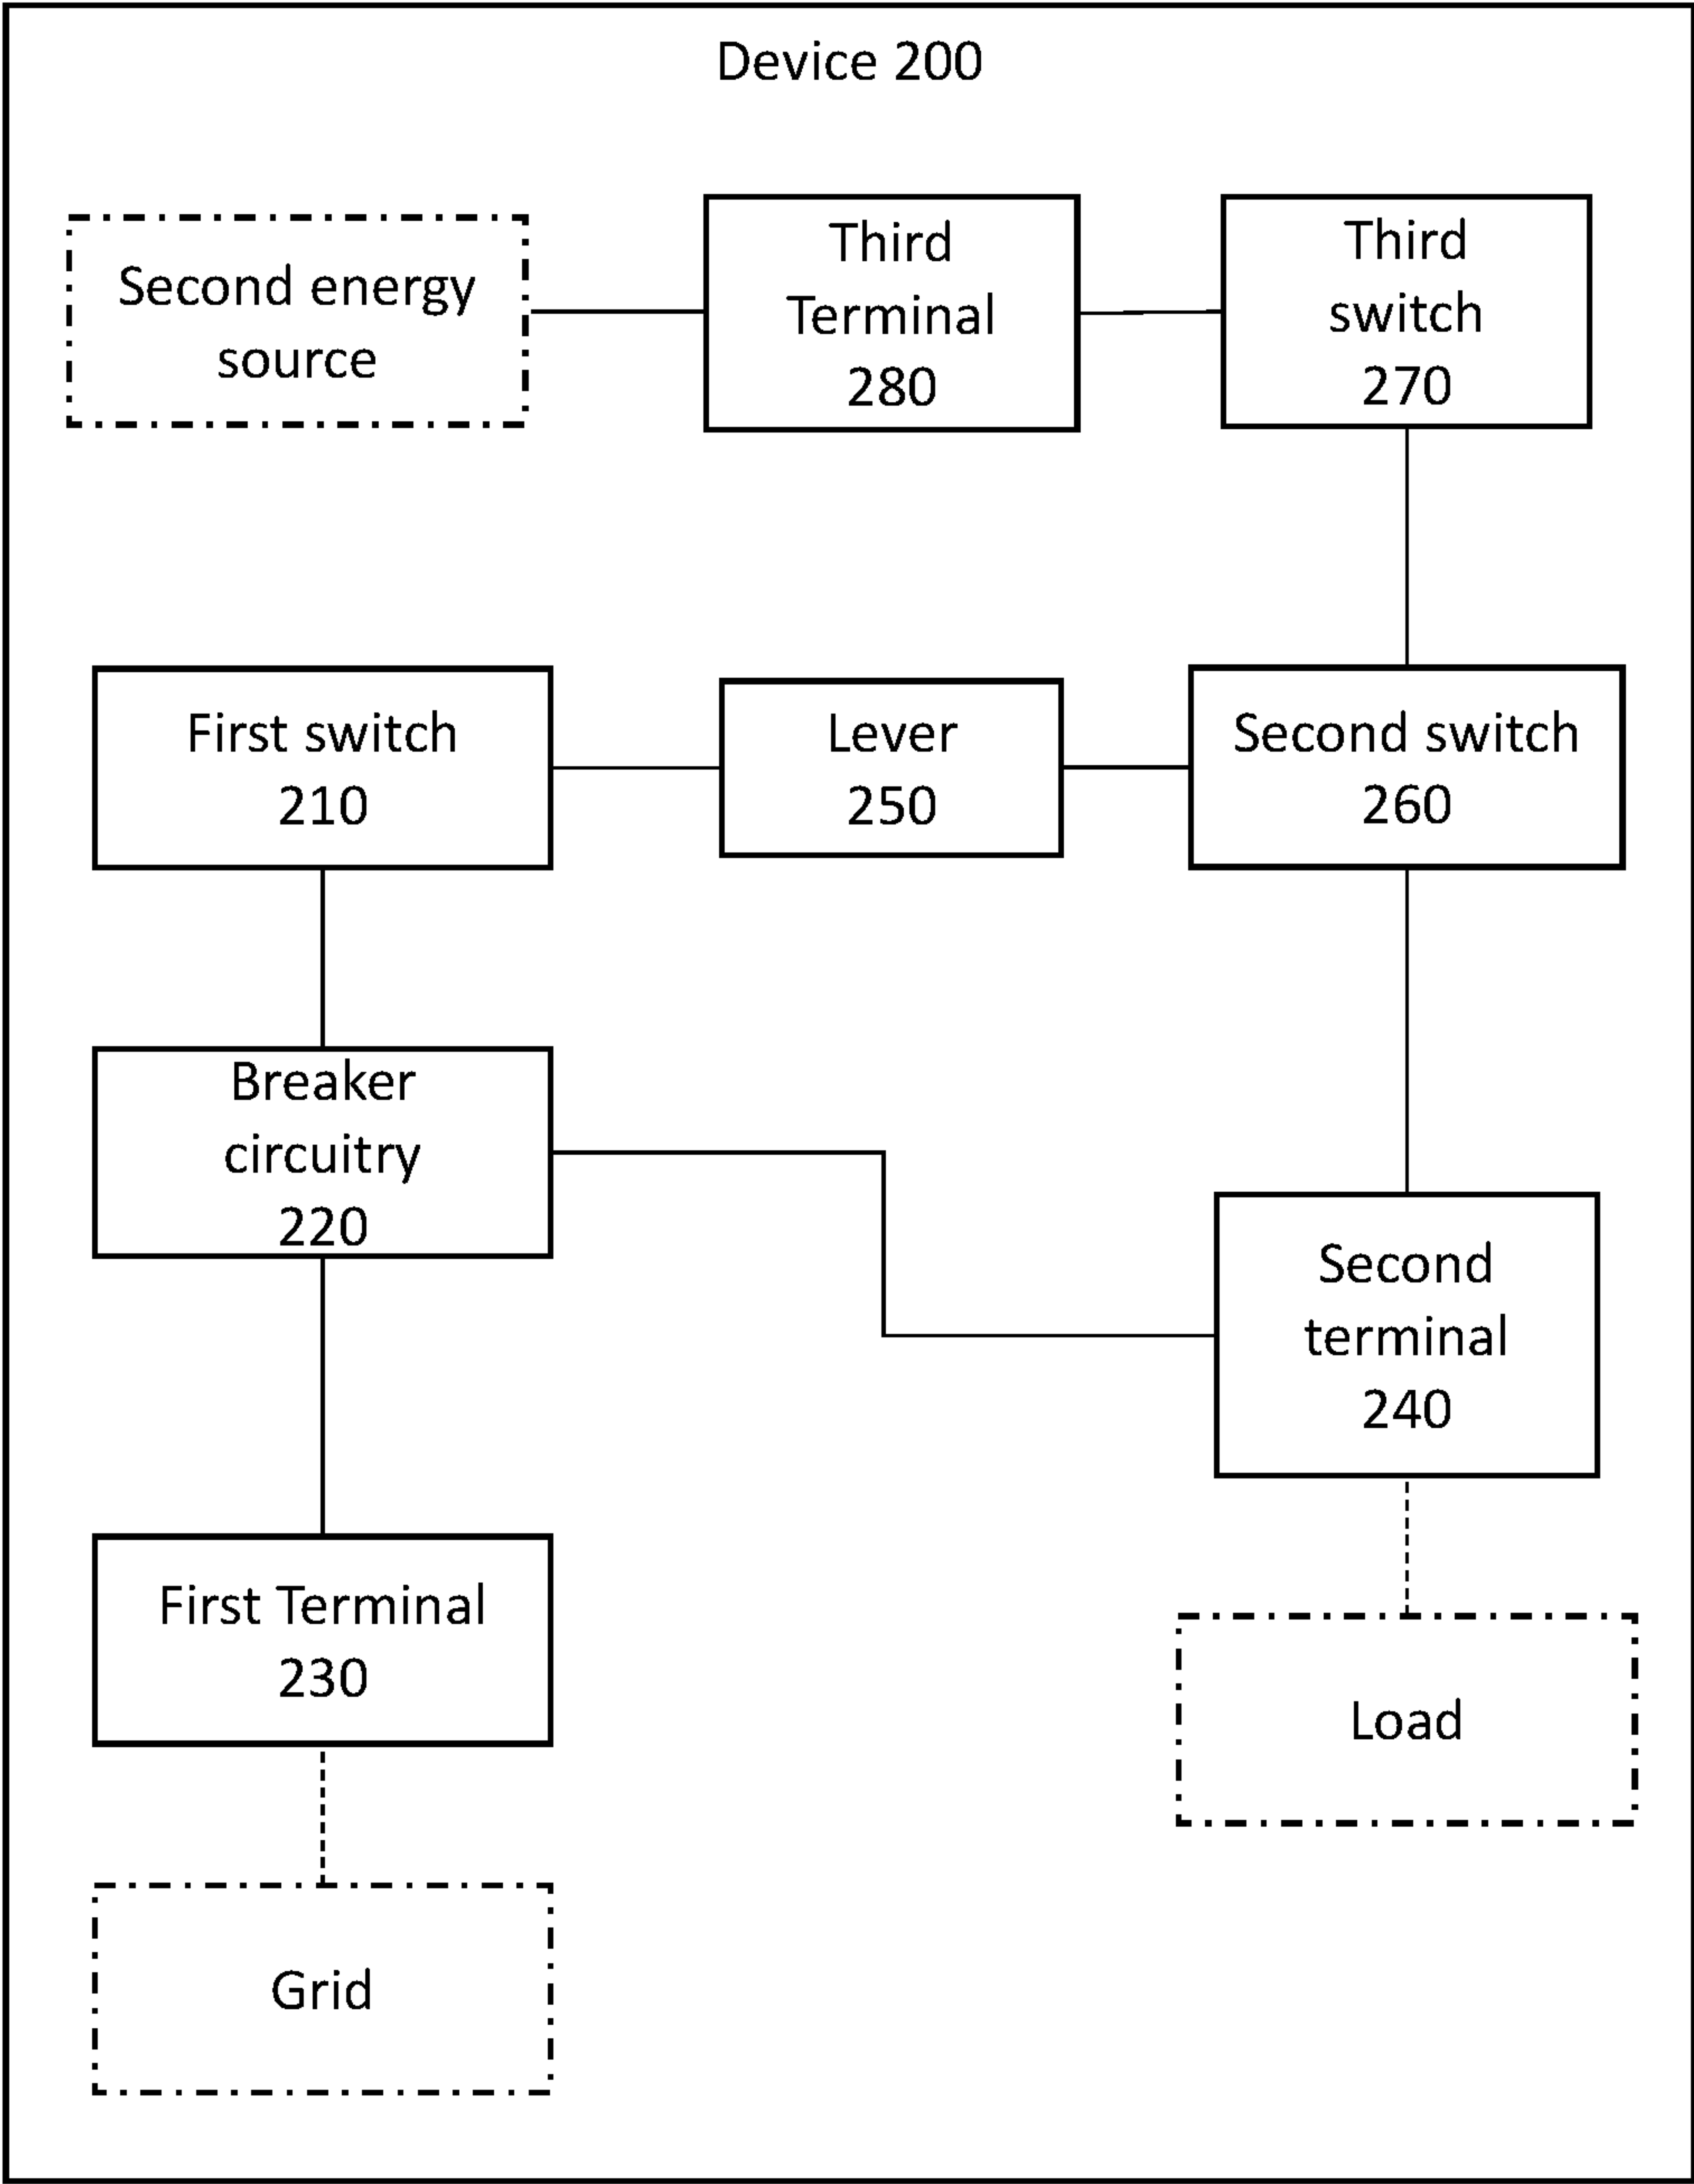 Device 200
Second energy
source
Third
Terminal
280
Third
switch
270
First switch
210
Lever
250
Second switch
260
Breaker
circuitry
220
Second
terminal
240
First Terminal
230
Load
Grid